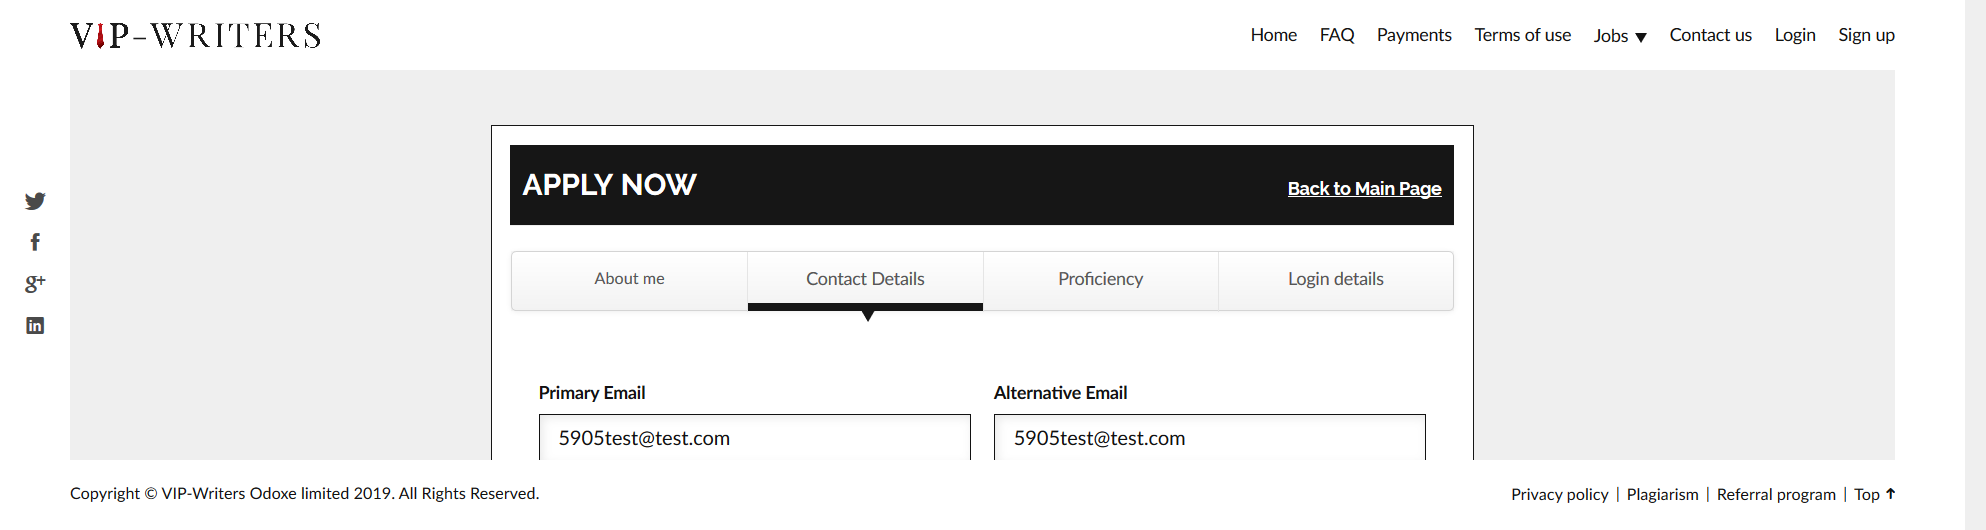 VIP-WRITERS
Home FAQ Payments Terms of use Jobs ▼ Contact us Login Sign up
APPLY NOW
Back to Main Page
About me Contact Details Proficiency Login details
Primary Email Alternative Email
5905test@test.com 5905test@test.com
Copyright © VIP-Writers Odoxe limited 2019. All Rights Reserved.
Privacy policy | Plagiarism | Referral program | Top ↑